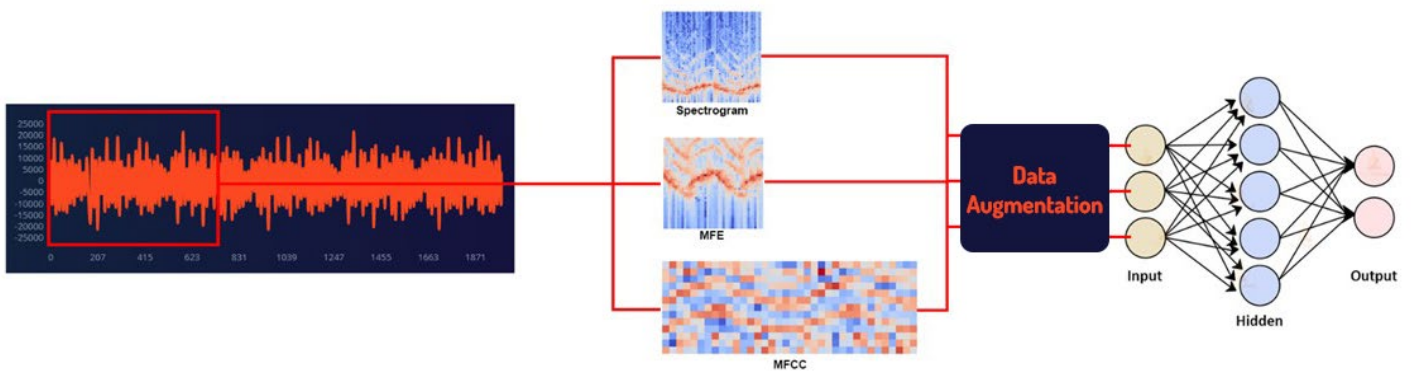 25000
20000
15000
10000
5000
0
-5000
-10000
-15000
-20000
-25000
0 207 415 623 831 1039 1247 1455 1663 1871
Spectrogram
MFE
MFCC
Data
Augmentation
Input
Hidden
Output